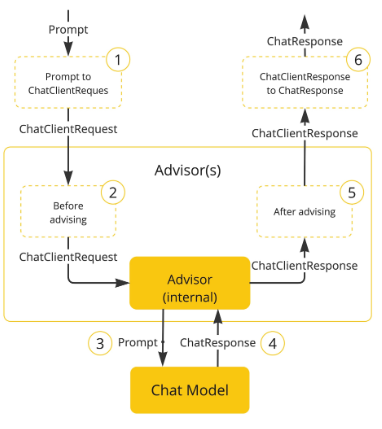 Prompt
1
Prompt to
ChatClientReques
ChatClientRequest
ChatResponse
6
ChatClientResponse
to ChatResponse
ChatClientResponse
Advisor(s)
2
Before
advising
ChatClientRequest
5
After advising
ChatClientResponse
Advisor
(internal)
3
Prompt
ChatResponse
4
Chat Model